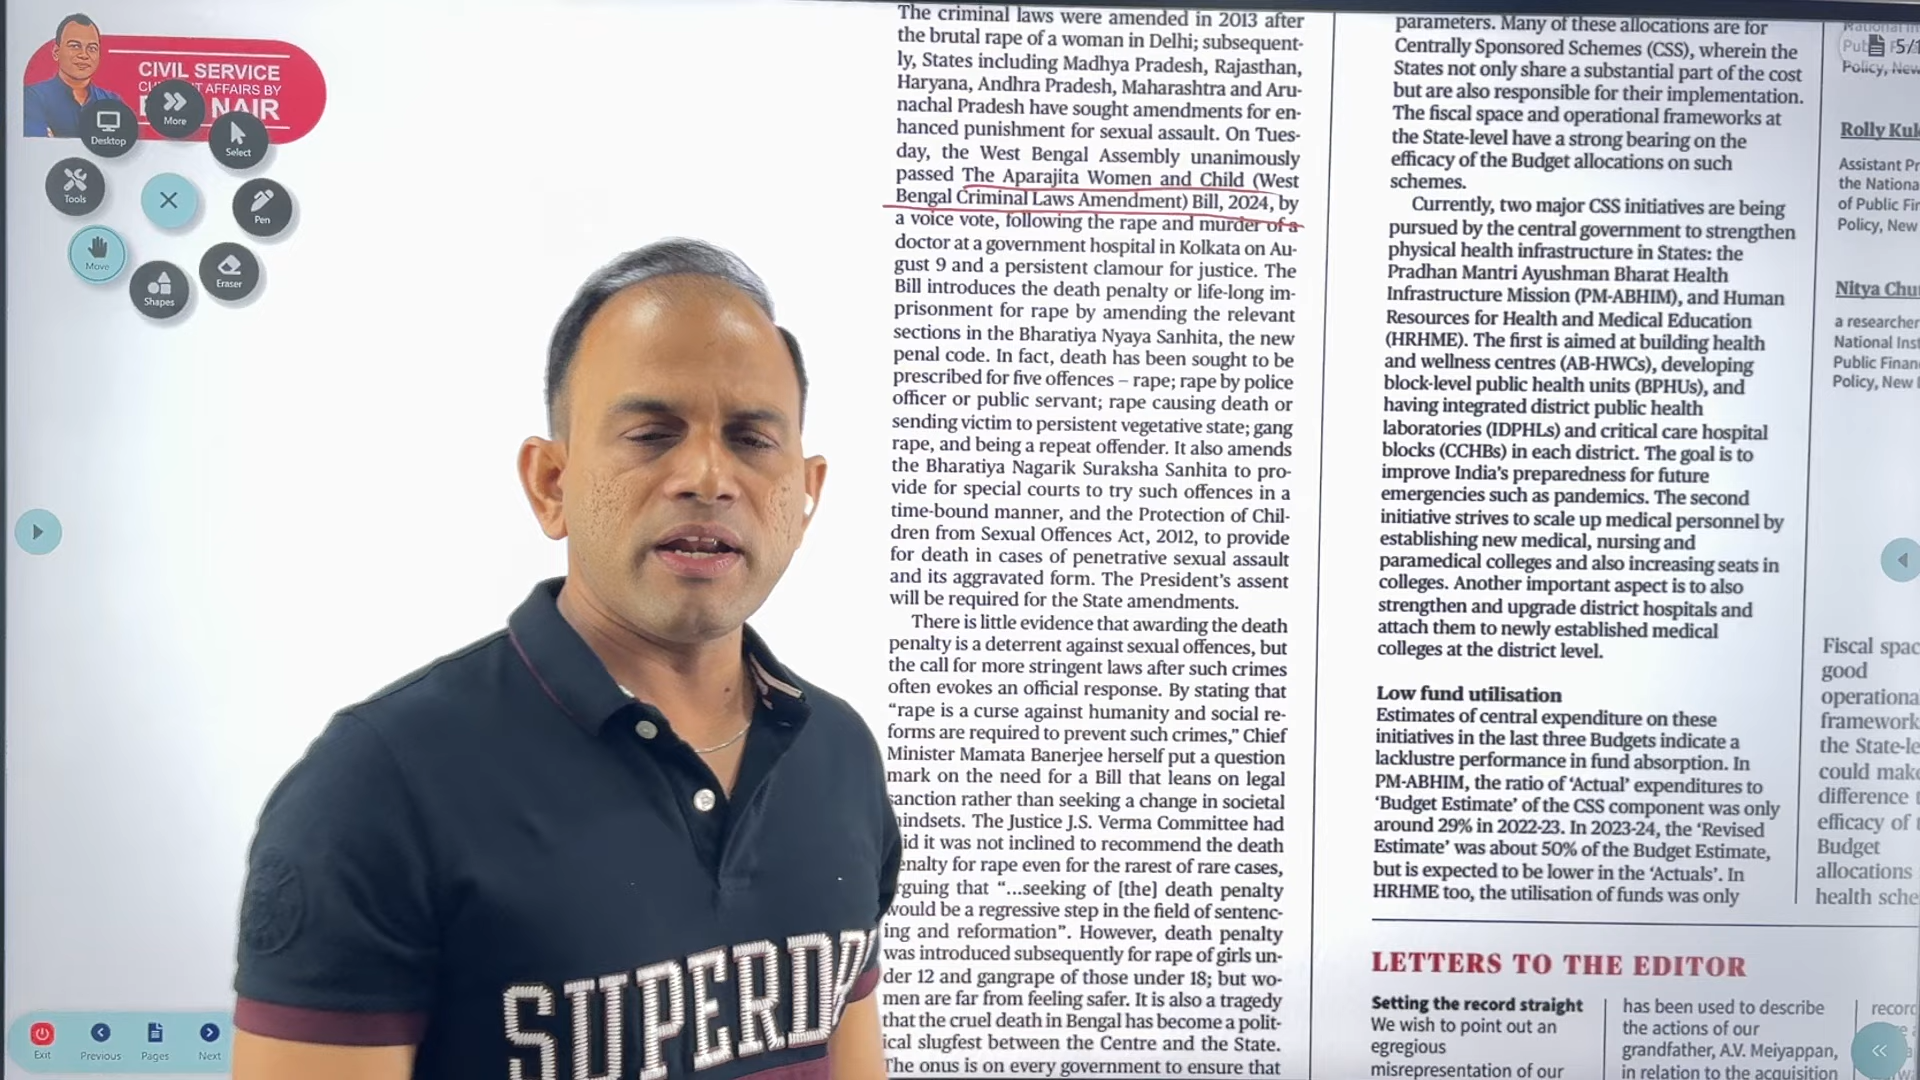 CIVIL SERVICE
AFFAIRS BY
NAIR
More
Desktop
Select
Tools
Pen
Move
Eraser
Shapes
Exit
Previous
Pages
Next
The criminal laws were amended in 2013 after
the brutal rape of a woman in Delhi; subsequent-
ly, States including Madhya Pradesh, Rajasthan,
Haryana, Andhra Pradesh, Maharashtra and Aru-
nachal Pradesh have sought amendments for en-
hanced punishment for sexual assault. On Tues-
day, the West Bengal Assembly unanimously
passed The Aparajita Women and Child (West
Bengal Criminal Laws Amendment) Bill, 2024, by
a voice vote, following the rape and murder of a
doctor at a government hospital in Kolkata on Au-
gust 9 and a persistent clamour for justice. The
Bill introduces the death penalty or life-long im-
prisonment for rape by amending the relevant
sections in the Bharatiya Nyaya Sanhita, the new
penal code. In fact, death has been sought to be
prescribed for five offences – rape; rape by police
officer or public servant; rape causing death or
sending victim to persistent vegetative state; gang
rape, and being a repeat offender. It also amends
the Bharatiya Nagarik Suraksha Sanhita to pro-
vide for special courts to try such offences in a
time-bound manner, and the Protection of Chil-
dren from Sexual Offences Act, 2012, to provide
for death in cases of penetrative sexual assault
and its aggravated form. The President's assent
will be required for the State amendments.
There is little evidence that awarding the death
penalty is a deterrent against sexual offences, but
the call for more stringent laws after such crimes
often evokes an official response. By stating that
“rape is a curse against humanity and social re-
forms are required to prevent such crimes,” Chief
Minister Mamata Banerjee herself put a question
mark on the need for a Bill that leans on legal
sanction rather than seeking a change in societal
mindsets. The Justice J.S. Verma Committee had
it was not inclined to recommend the death
penalty for rape even for the rarest of rare cases,
arguing that “...seeking of [the] death penalty
would be a regressive step in the field of sentenc-
ing and reformation”. However, death penalty
was introduced subsequently for rape of girls un-
der 12 and gangrape of those under 18; but wo-
men are far from feeling safer. It is also a tragedy
that the cruel death in Bengal has become a polit-
ical slugfest between the Centre and the State.
The onus is on every government to ensure that
parameters. Many of these allocations are for
Centrally Sponsored Schemes (CSS), wherein the
States not only share a substantial part of the cost
but are also responsible for their implementation.
The fiscal space and operational frameworks at
the State-level have a strong bearing on the
efficacy of the Budget allocations on such
schemes.
Currently, two major CSS initiatives are being
pursued by the central government to strengthen
physical health infrastructure in States: the
Pradhan Mantri Ayushman Bharat Health
Infrastructure Mission (PM-ABHIM), and Human
Resources for Health and Medical Education
(HRHME). The first is aimed at building health
and wellness centres (AB-HWCs), developing
block-level public health units (BPHUs), and
having integrated district public health
laboratories (IDPHLs) and critical care hospital
blocks (CCHBs) in each district. The goal is to
improve India's preparedness for future
emergencies such as pandemics. The second
initiative strives to scale up medical personnel by
establishing new medical, nursing and
paramedical colleges and also increasing seats in
colleges. Another important aspect is to also
strengthen and upgrade district hospitals and
attach them to newly established medical
colleges at the district level.
Low fund utilisation
Estimates of central expenditure on these
initiatives in the last three Budgets indicate a
lacklustre performance in fund absorption. In
PM-ABHIM, the ratio of ‘Actual’ expenditures to
‘Budget Estimate’ of the CSS component was only
around 29% in 2022-23. In 2023-24, the ‘Revised
Estimate’ was about 50% of the Budget Estimate,
but is expected to be lower in the ‘Actuals’. In
HRHME too, the utilisation of funds was only
5/1
Policy, New
Rolly Kuk
Assistant Pr
the Nationa
of Public Fin
Policy, New
Nitya Chu
a researcher
National Inst
Public Finan
Policy, New
Fiscal spac
good
operationa
framework
the State-le
could make
difference t
efficacy of t
Budget
allocations
health sche
LETTERS TO THE EDITOR
Setting the record straight
We wish to point out an
egregious
misrepresentation of our
has been used to describe
the actions of our
grandfather, A.V. Meiyappan,
in relation to the acquisition
record
SUPERD